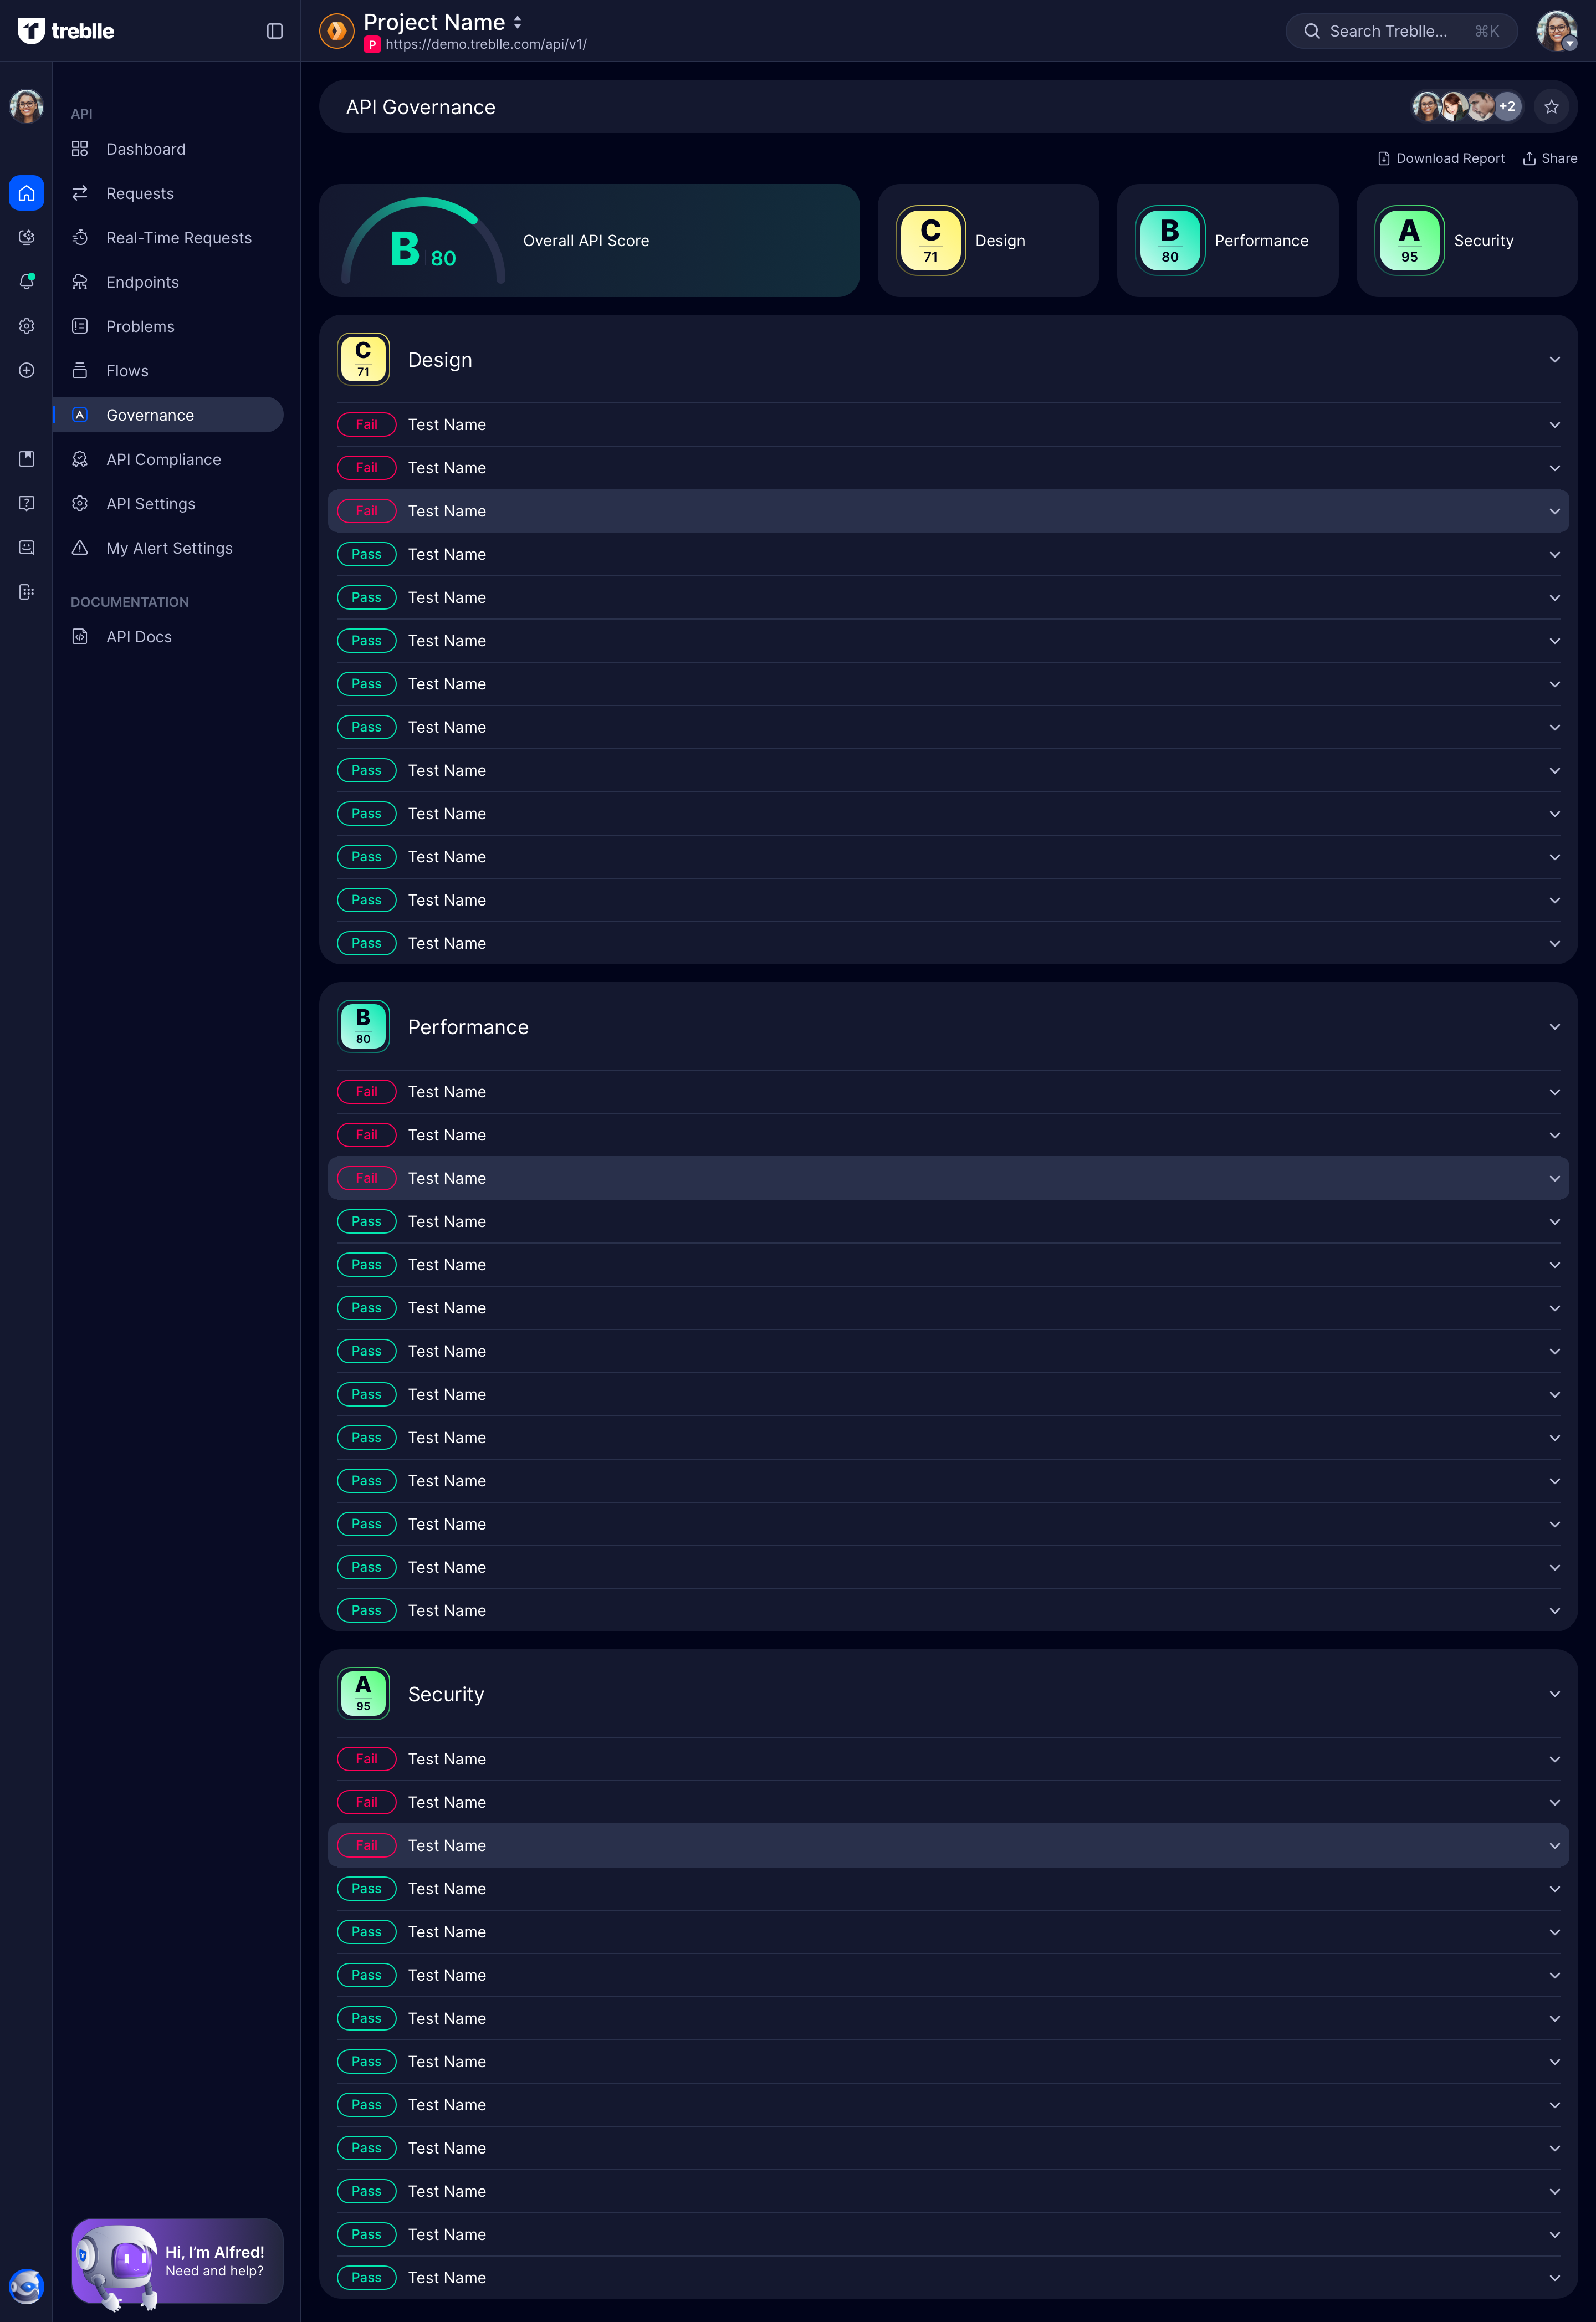 treblle
Project Name
P https://demo.treblle.com/api/v1/
Search Treblle... ⌘K
API
Dashboard
Requests
Real-Time Requests
Endpoints
Problems
Flows
A Governance
API Compliance
API Settings
My Alert Settings
DOCUMENTATION
API Docs
Hi, I'm Alfred!
Need and help?
API Governance
+2
Download Report
Share
B 80
Overall API Score
C
71
Design
B
80
Performance
A
95
Security
C
71
Design
Fail Test Name
Fail Test Name
Fail Test Name
Pass Test Name
Pass Test Name
Pass Test Name
Pass Test Name
Pass Test Name
Pass Test Name
Pass Test Name
Pass Test Name
Pass Test Name
Pass Test Name
B
80
Performance
Fail Test Name
Fail Test Name
Fail Test Name
Pass Test Name
Pass Test Name
Pass Test Name
Pass Test Name
Pass Test Name
Pass Test Name
Pass Test Name
Pass Test Name
Pass Test Name
Pass Test Name
A
95
Security
Fail Test Name
Fail Test Name
Fail Test Name
Pass Test Name
Pass Test Name
Pass Test Name
Pass Test Name
Pass Test Name
Pass Test Name
Pass Test Name
Pass Test Name
Pass Test Name
Pass Test Name